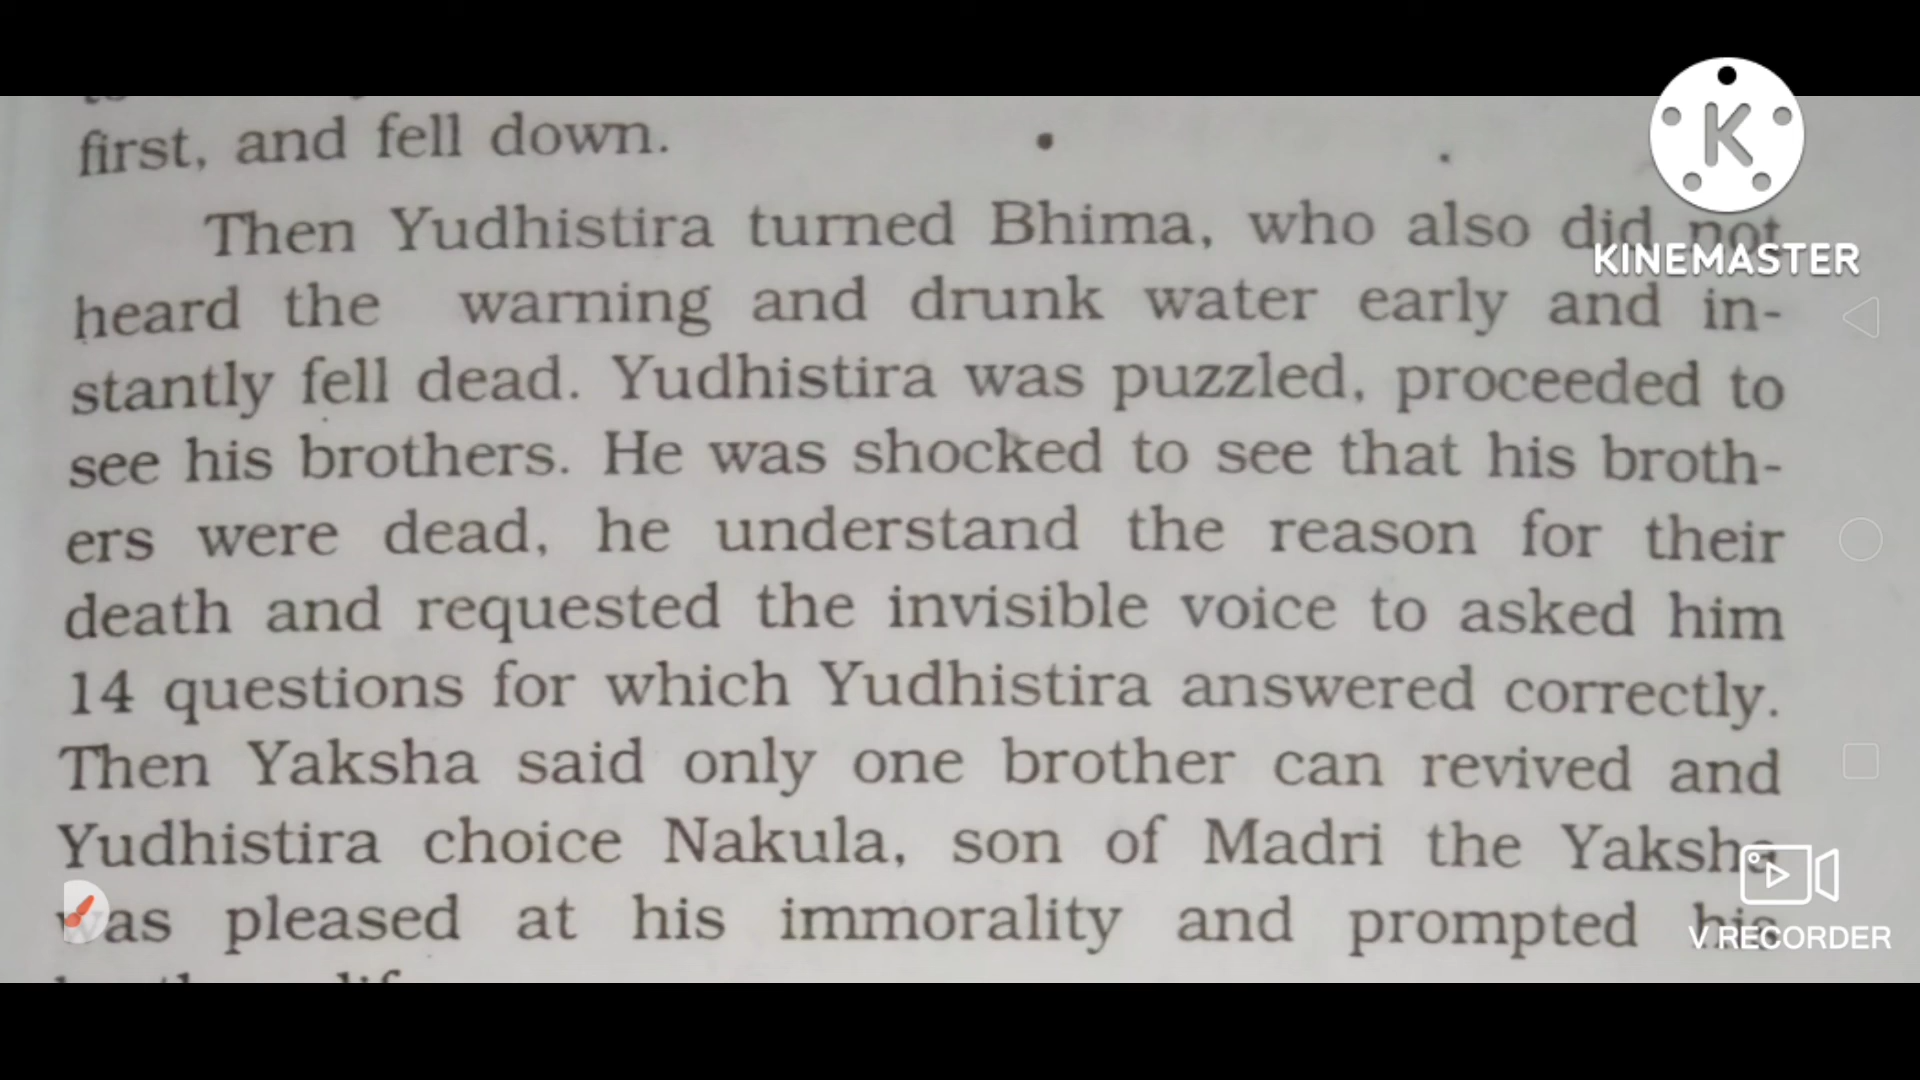 first, and fell down.
Then Yudhistira turned Bhima, who also did not
heard the warning and drunk water early and in-
stantly fell dead. Yudhistira was puzzled, proceeded to
see his brothers. He was shocked to see that his broth-
ers were dead, he understand the reason for their
death and requested the invisible voice to asked him
14 questions for which Yudhistira answered correctly.
Then Yaksha said only one brother can revived and
Yudhistira choice Nakula, son of Madri the Yaksha
was pleased at his immorality and prompted his
K
KINEMASTER
V RECORDER